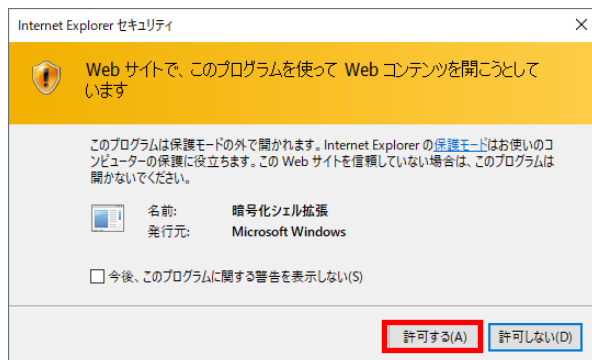 Internet Explorer セキュリティ
Web サイトで、このプログラムを使って Web コンテンツを開こうとして
います
このプログラムは保護モードの外で開かれます。Internet Explorer の保護モードはお使いのコ
ンピューターの保護に役立ちます。この Web サイトを信頼していない場合は、このプログラムは
開かないでください。
名前: 暗号化シェル拡張
発行元: Microsoft Windows
今後、このプログラムに関する警告を表示しない(S)
許可する(A) 許可しない(D)